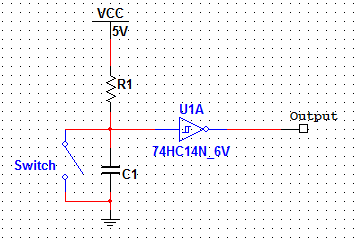 VCC
5V
R1
U1A
Output
74HC14N_6V
Switch
C1